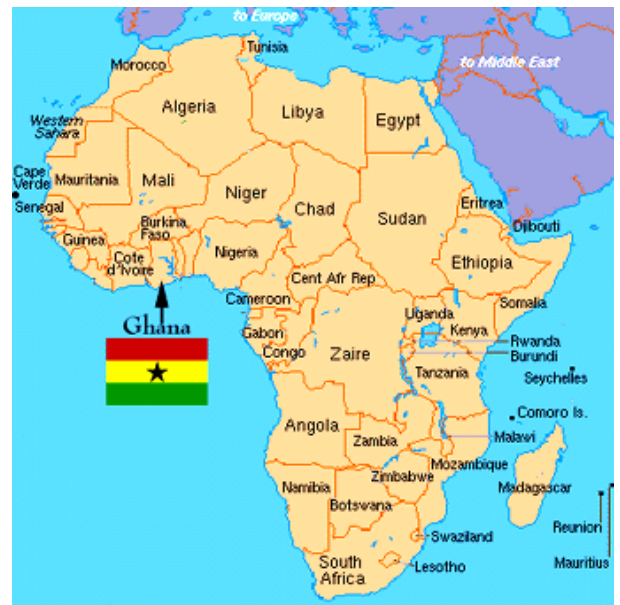 to Europe
Tunisia
Morocco
to Middle East
Algeria
Libya
Egypt
Western
Sahara
Cape
Verde
Mauritania
Mali
Niger
Chad
Sudan
Eritrea
Senegal
Burkina
Faso
Djibouti
Guinea
Nigeria
Cote
d'Ivoire
Ethiopia
Cent Afr Rep
Cameroon
Somalia
Uganda
Ghana
Kenya
Gabon
Rwanda
Congo
Zaire
Burundi
Tanzania
Seychelles
Comoro Is.
Angola
Zambia
Malawi
Mozambique
Zimbabwe
Namibia
Madagascar
Botswana
Reunion
Swaziland
South
Africa
Lesotho
Mauritius